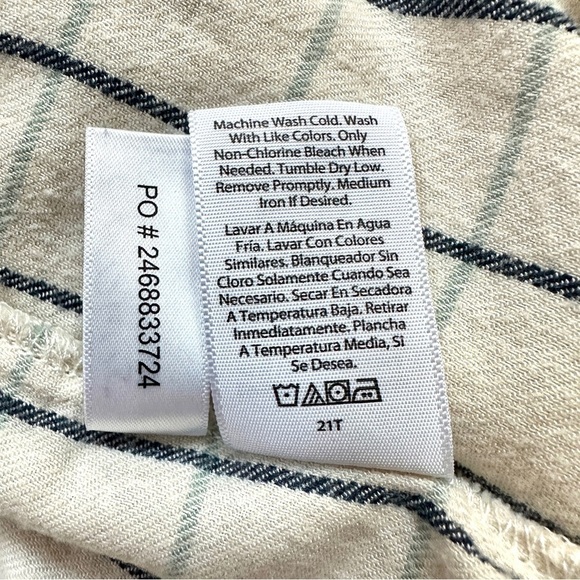 PO # 2468833724
Machine Wash Cold. Wash
With Like Colors. Only
Non-Chlorine Bleach When
Needed. Tumble Dry Low.
Remove Promptly. Medium
Iron If Desired.
Lavar A Máquina En Agua
Fría. Lavar Con Colores
Similares. Blanqueador Sin
Cloro Solamente Cuando Sea
Necesario. Secar En Secadora
A Temperatura Baja. Retirar
Inmediatamente. Plancha
A Temperatura Media, Si
Se Desea.
21T